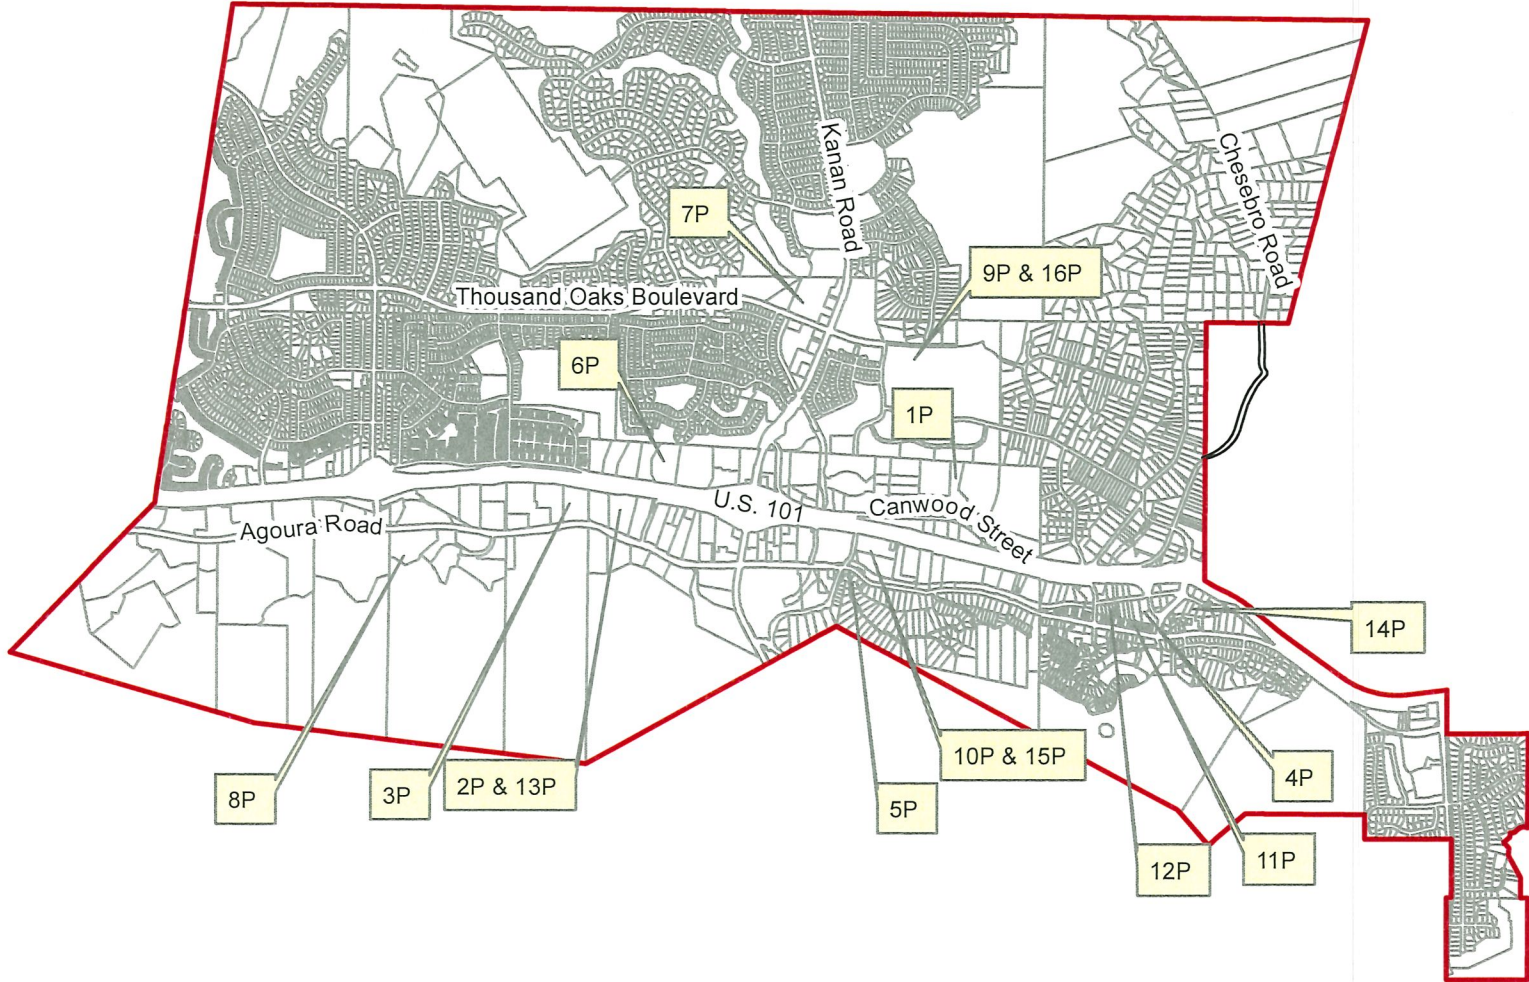 Kanan Road
Chesebro Road
7P
9P & 16P
Thousand Oaks Boulevard
6P
1P
U.S. 101
Canwood Street
Agoura Road
14P
8P
3P
2P & 13P
5P
10P & 15P
4P
12P
11P